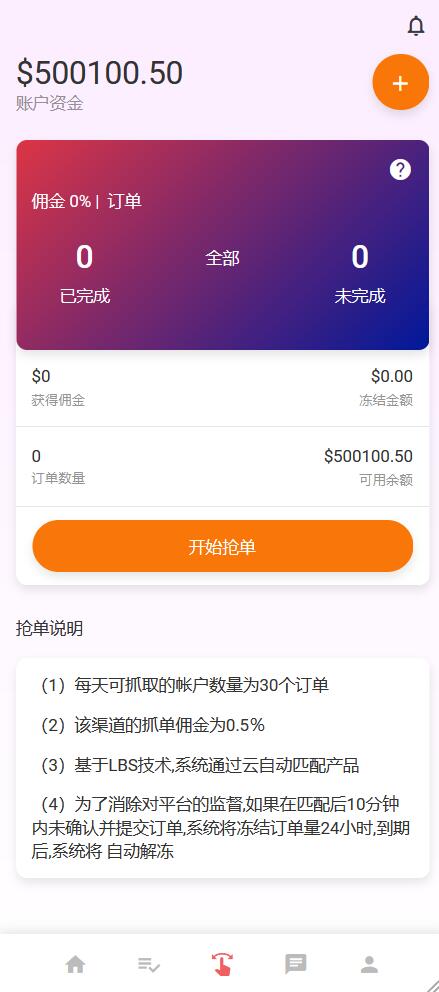 $500100.50
账户资金
佣金 0% | 订单
0 全部 0
已完成 未完成
$0 $0.00
获得佣金 冻结金额
0 $500100.50
订单数量 可用余额
开始抢单
抢单说明
（1）每天可抓取的帐户数量为30个订单
（2）该渠道的抓单佣金为0.5%
（3）基于LBS技术,系统通过云自动匹配产品
（4）为了消除对平台的监督,如果在匹配后10分钟
内未确认并提交订单,系统将冻结订单量24小时,到期
后,系统将 自动解冻